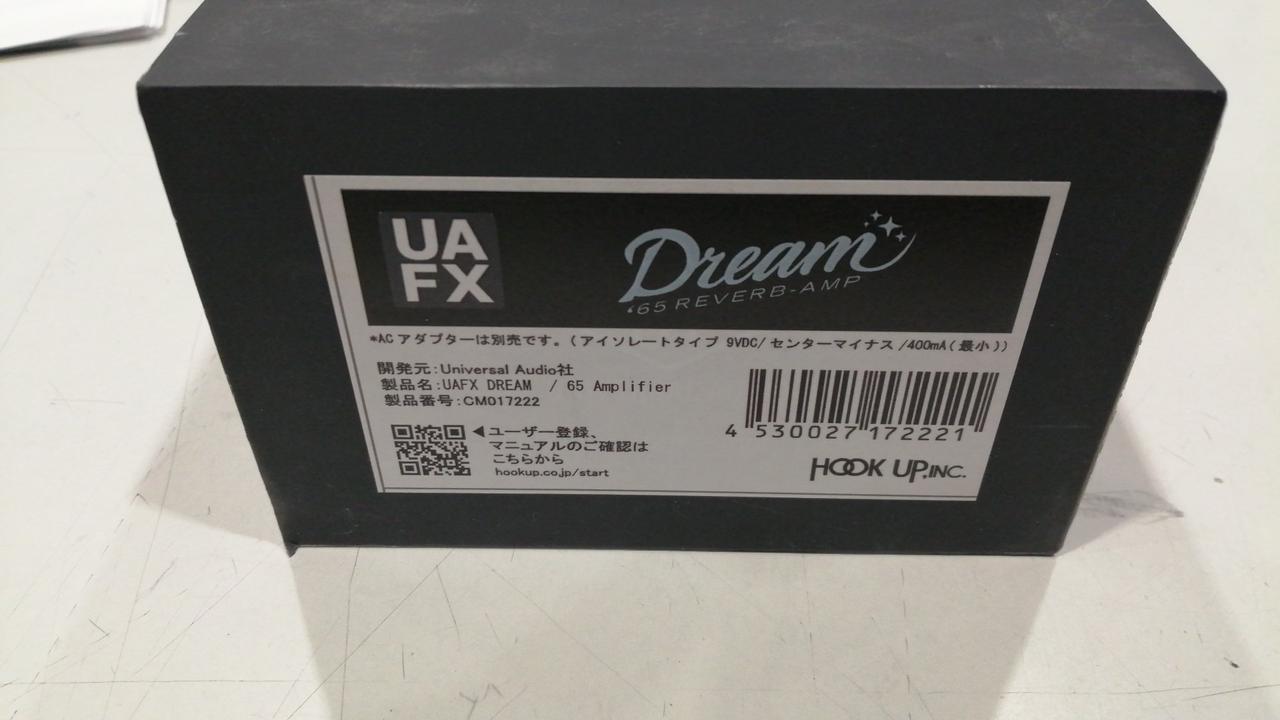 UA
FX
Dream
'65 REVERB-AMP
*ACアダプターは別売です。(アイソレートタイプ 9VDC/センターマイナス/400mA(最小))
開発元:Universal Audio社
製品名:UAFX DREAM / 65 Amplifier
製品番号:CM017222
◀ユーザー登録、
マニュアルのご確認は
こちらから
hookup.co.jp/start
4 530027 172221
HOOK UP,INC.